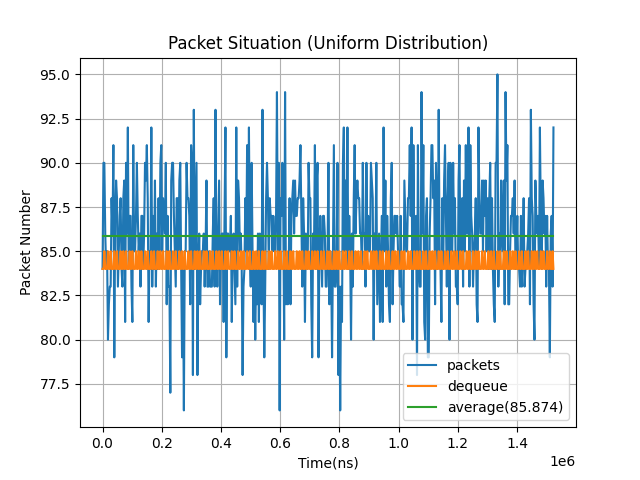 Packet Situation (Uniform Distribution)
95.0
92.5
90.0
87.5
85.0
82.5
80.0
77.5
Packet Number
packets
dequeue
average(85.874)
0.0 0.2 0.4 0.6 0.8 1.0 1.2 1.4
1e6
Time(ns)